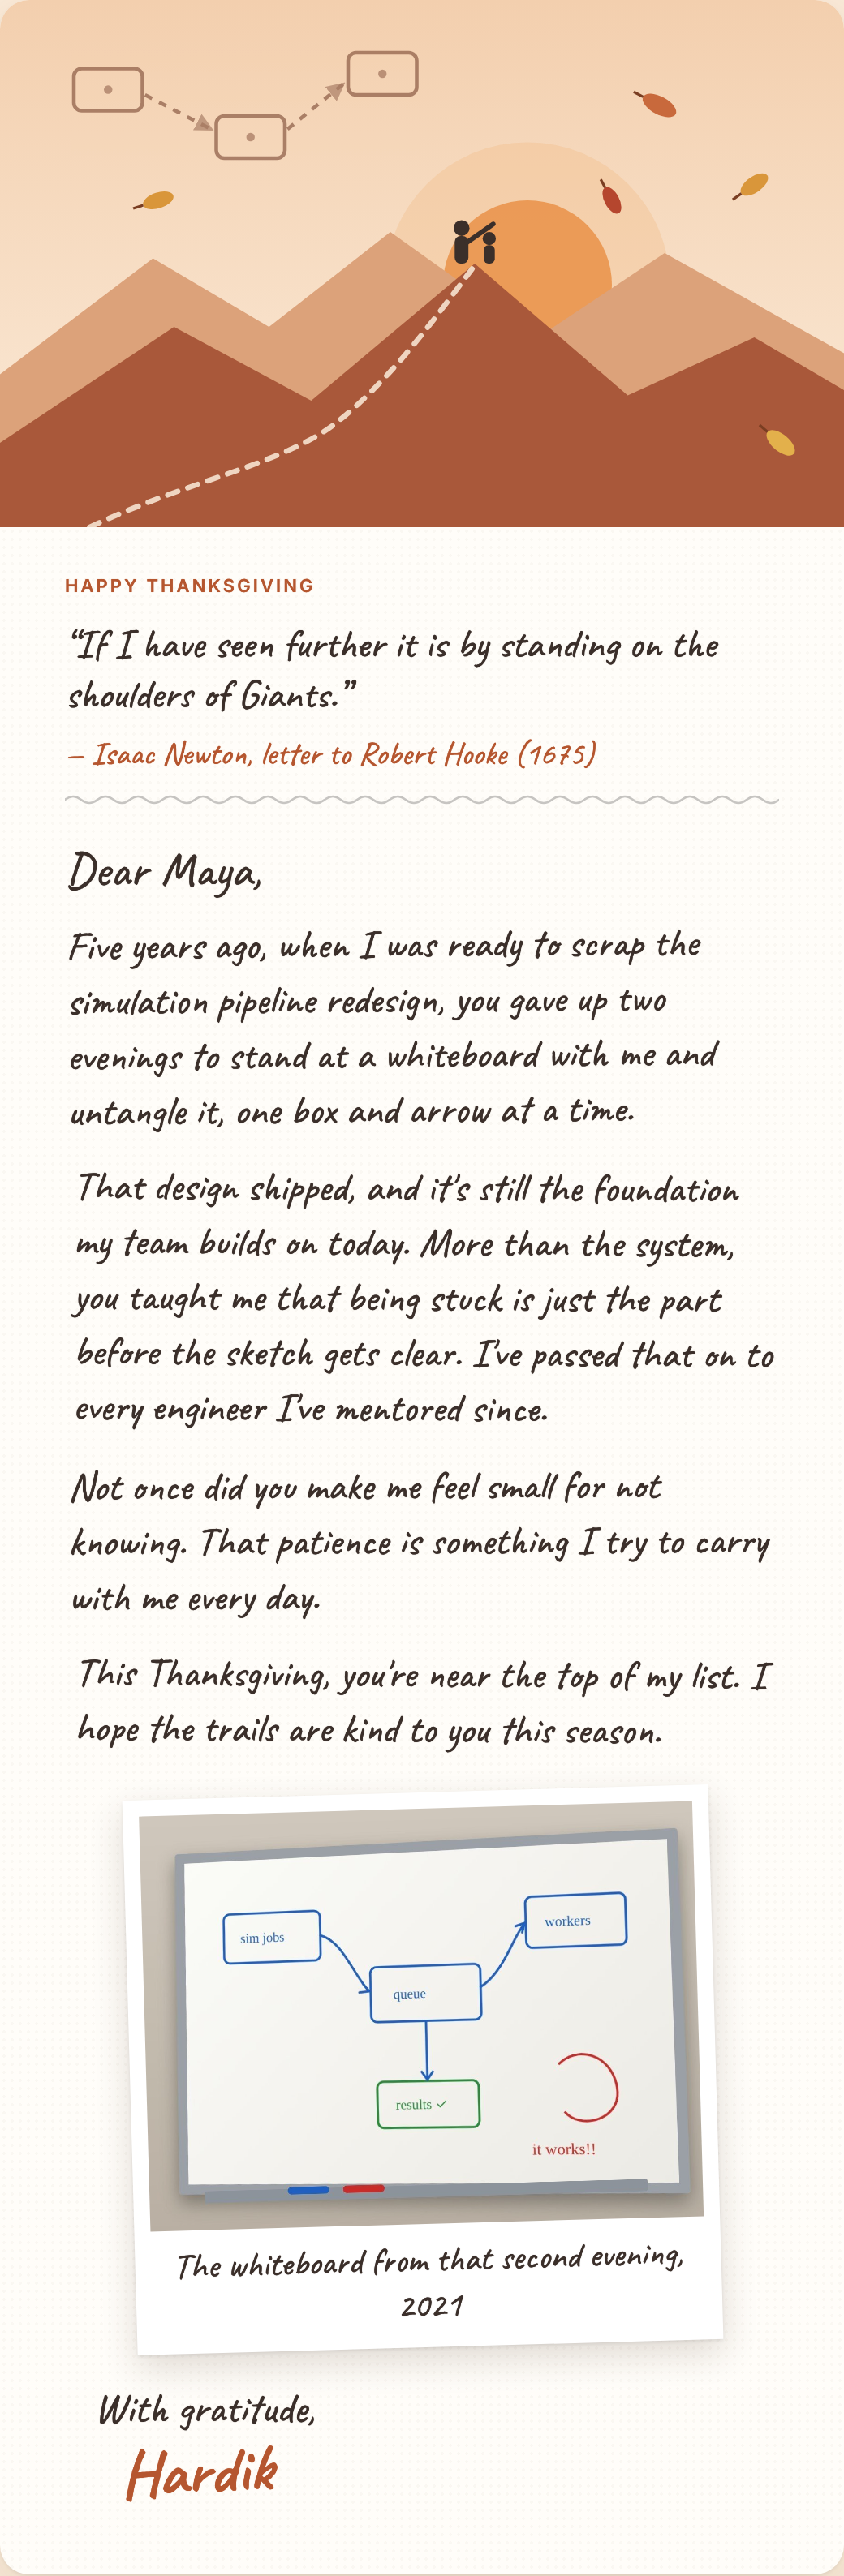 HAPPY THANKSGIVING
“If I have seen further it is by standing on the
shoulders of Giants.”
— Isaac Newton, letter to Robert Hooke (1675)
Dear Maya,
Five years ago, when I was ready to scrap the
simulation pipeline redesign, you gave up two
evenings to stand at a whiteboard with me and
untangle it, one box and arrow at a time.
That design shipped, and it's still the foundation
my team builds on today. More than the system,
you taught me that being stuck is just the part
before the sketch gets clear. I've passed that on to
every engineer I've mentored since.
Not once did you make me feel small for not
knowing. That patience is something I try to carry
with me every day.
This Thanksgiving, you're near the top of my list. I
hope the trails are kind to you this season.
sim jobs
workers
queue
results ✓
it works!!
The whiteboard from that second evening,
2021
With gratitude,
Hardik